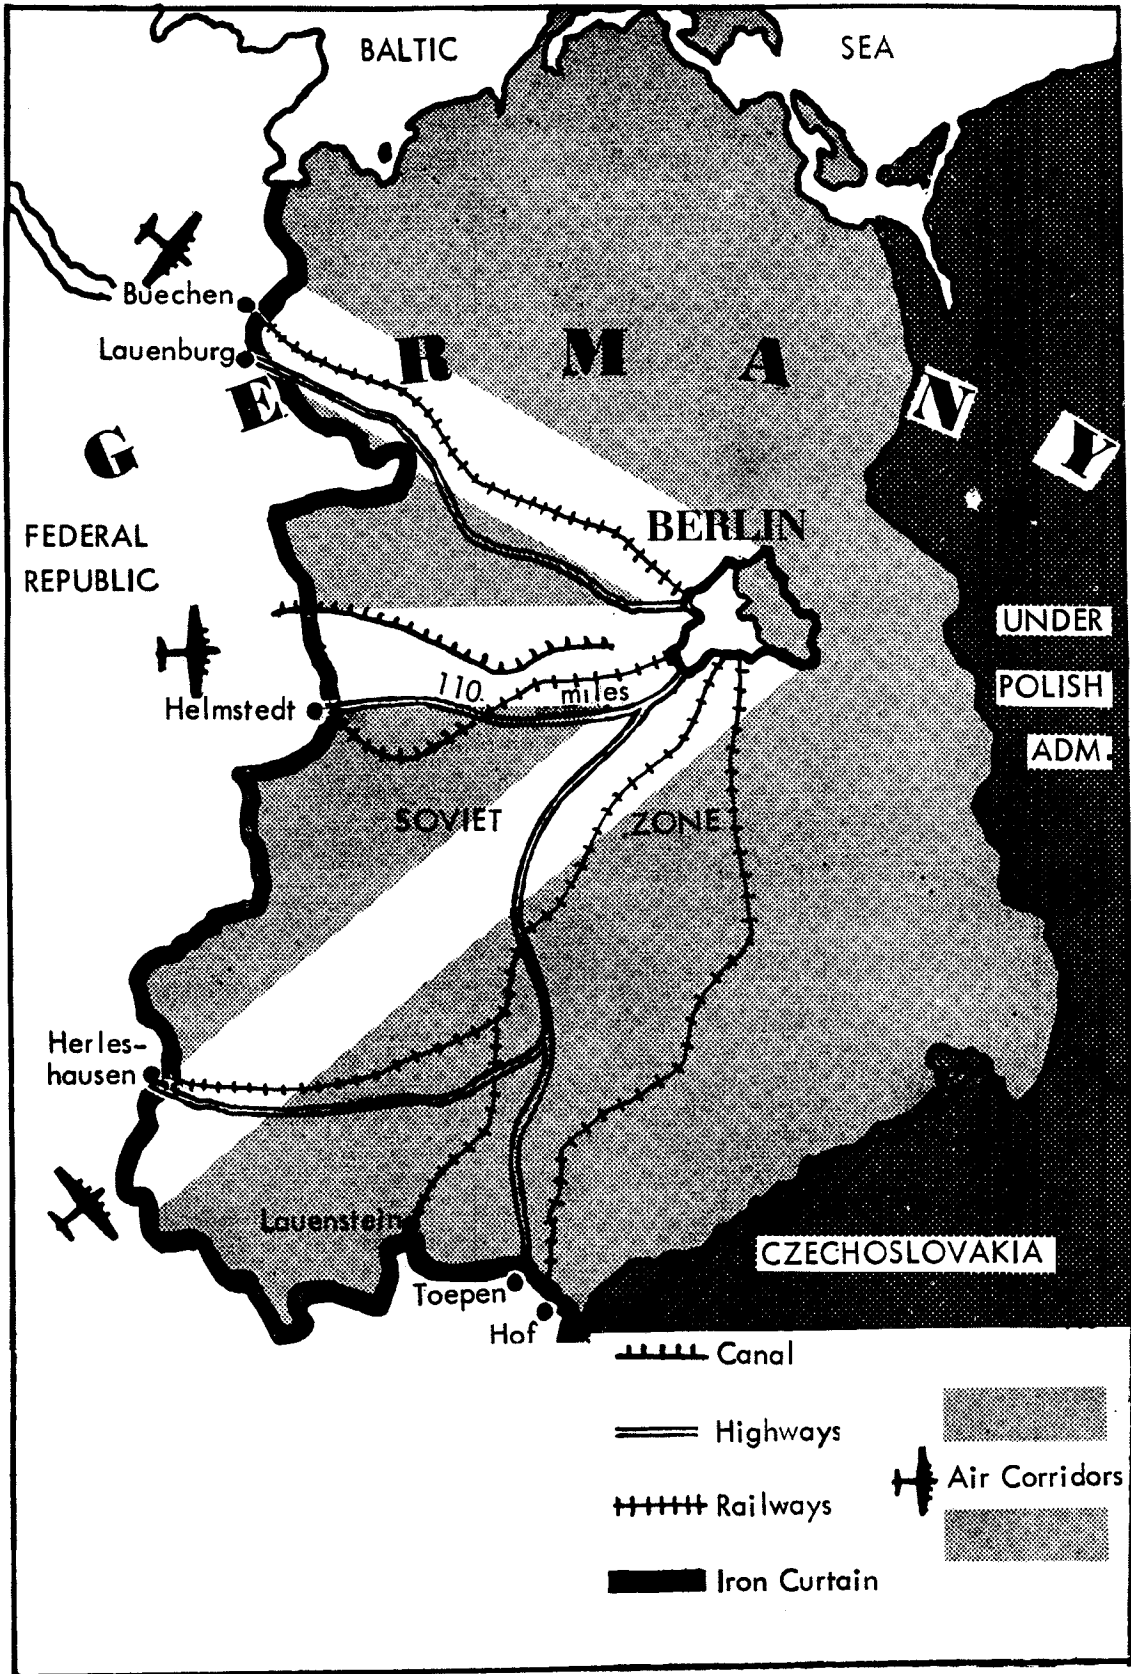 BALTIC SEA
Buechen
Lauenburg
G E R M A N Y
BERLIN
FEDERAL
REPUBLIC
UNDER
POLISH
ADM.
110. miles
Helmstedt
SOVIET ZONE
Herles-
hausen
Lauenstein
CZECHOSLOVAKIA
Toepen
Hof
Canal
Highways
Air Corridors
Railways
Iron Curtain